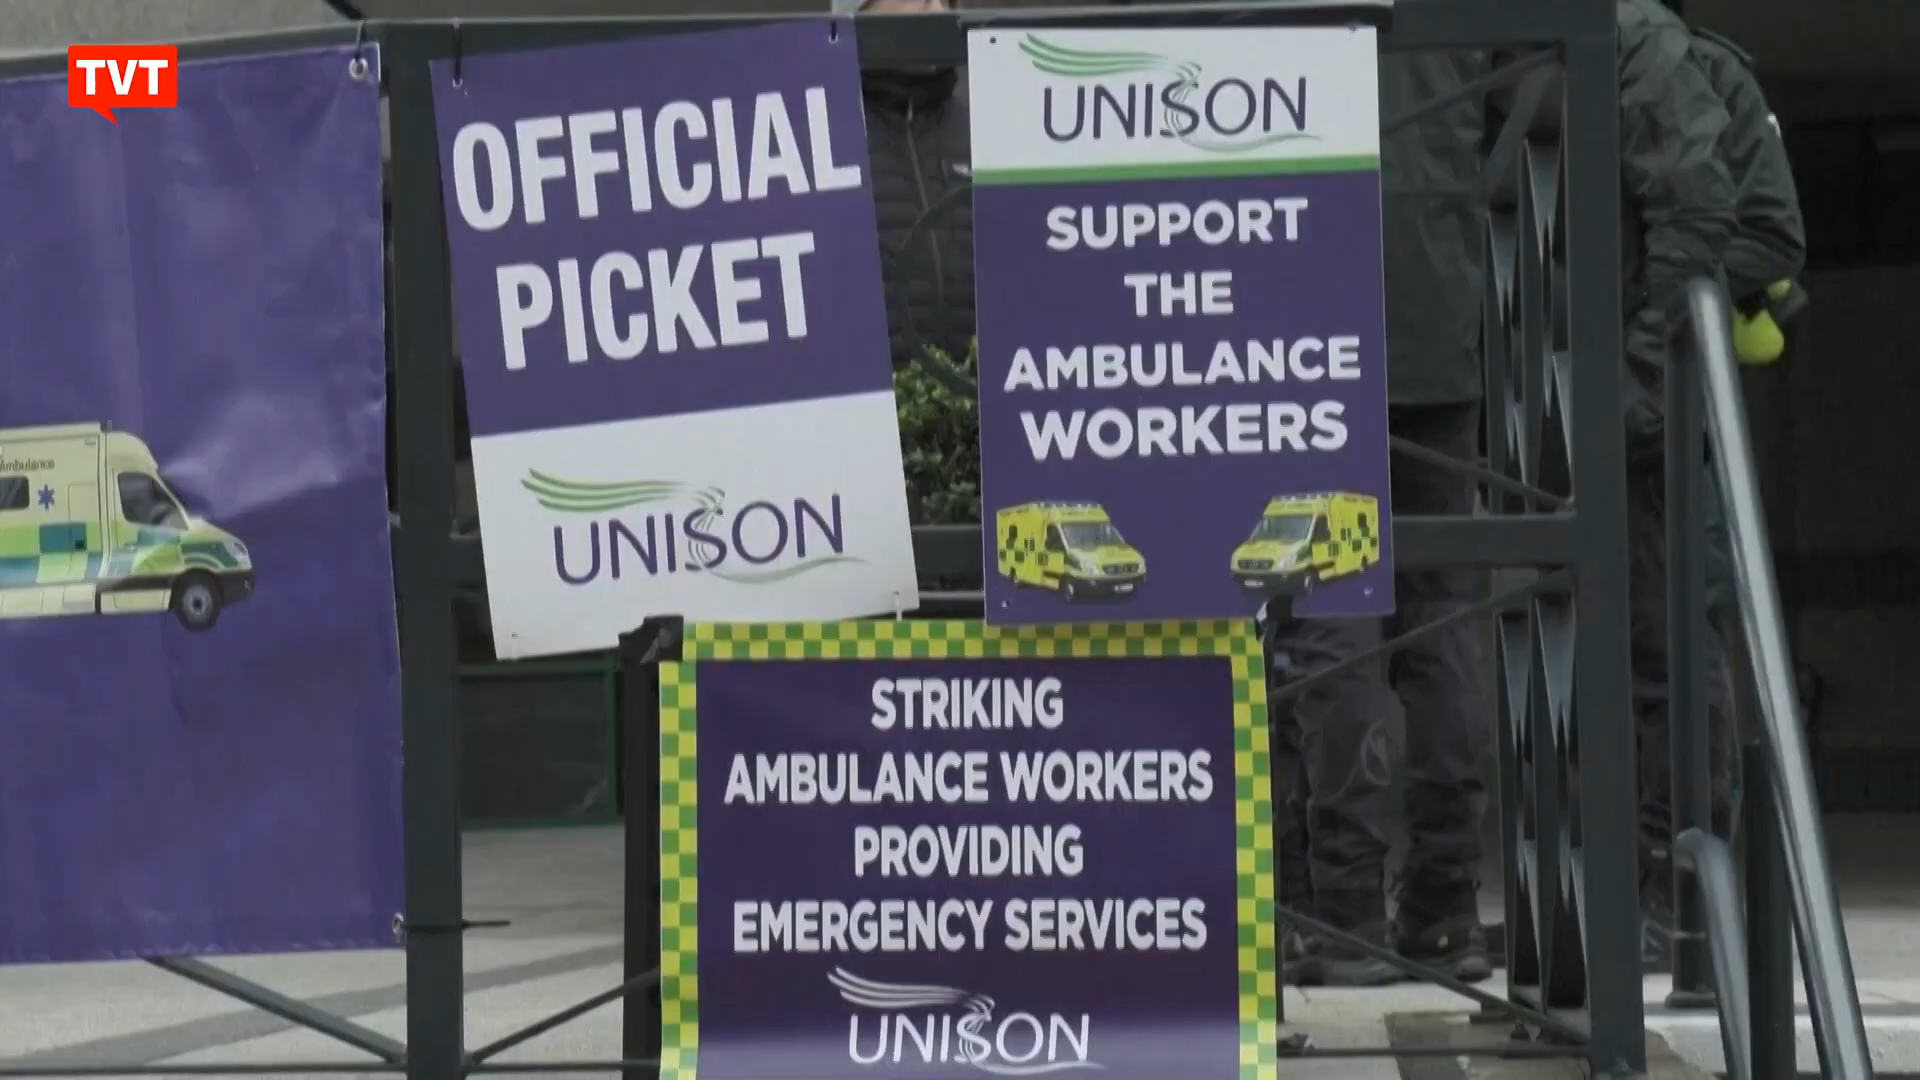 TVT
Ambulance
OFFICIAL
PICKET
UNISON
UNISON
SUPPORT
THE
AMBULANCE
WORKERS
STRIKING
AMBULANCE WORKERS
PROVIDING
EMERGENCY SERVICES
UNISON